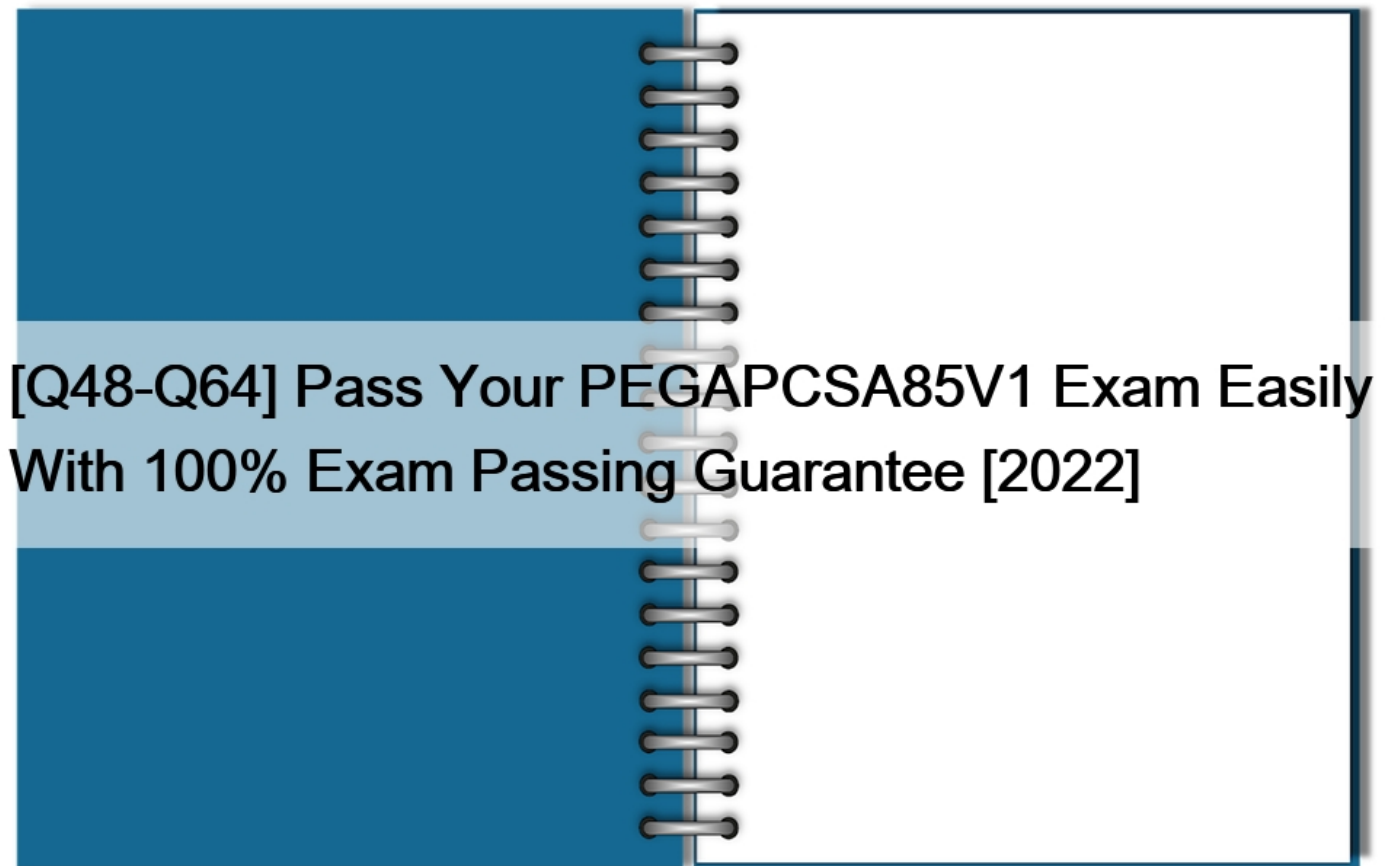 [Q48-Q64] Pass Your PEGAPCSA85V1 Exam Easily
With 100% Exam Passing Guarantee [2022]